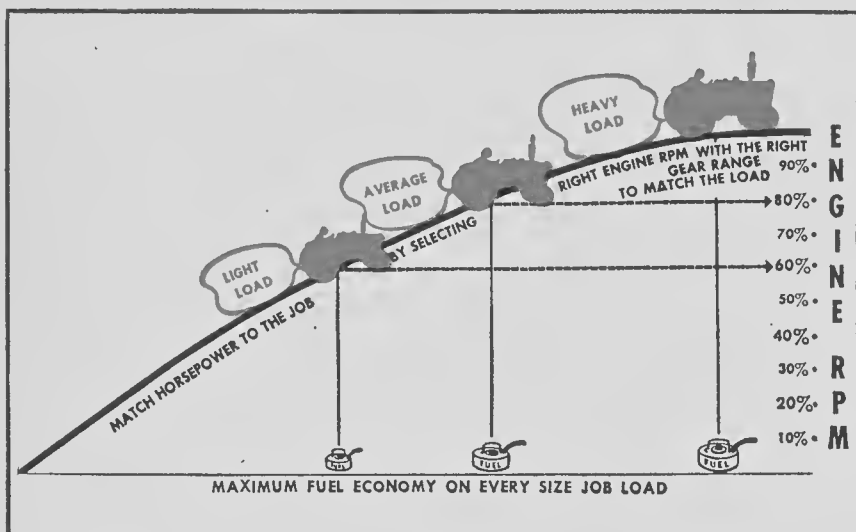 HEAVY
LOAD
AVERAGE
LOAD
LIGHT
LOAD
MATCH HORSEPOWER TO THE JOB
BY SELECTING
RIGHT ENGINE RPM WITH THE RIGHT
GEAR RANGE
TO MATCH THE LOAD
90%
80%
70%
60%
50%
40%
30%
20%
10%
ENGINE RPM
FUEL
FUEL
FUEL
MAXIMUM FUEL ECONOMY ON EVERY SIZE JOB LOAD